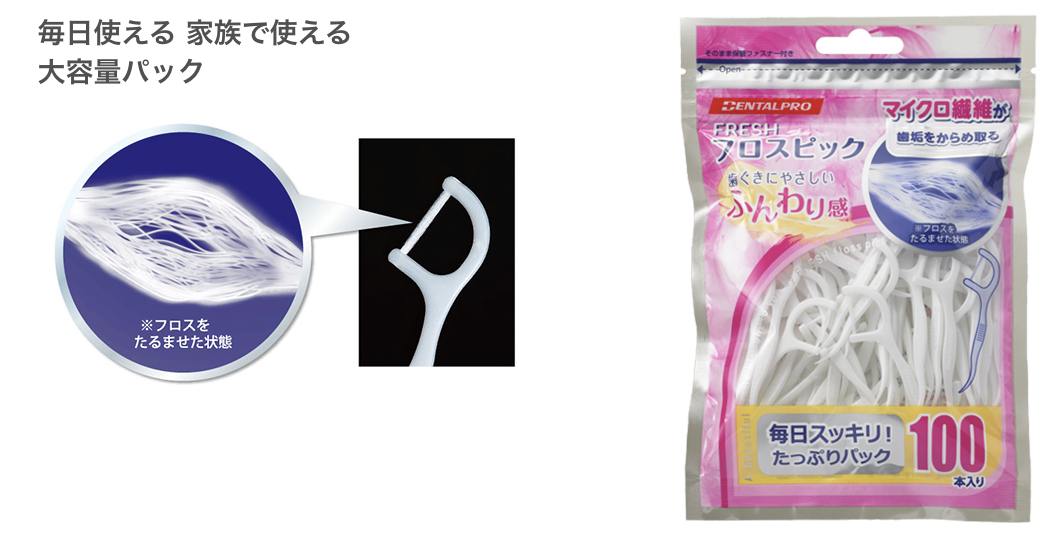 毎日使える 家族で使える
大容量パック
※フロスを
たるませた状態
そのまま保管ファスナー付き
Open
DENTALPRO
マイクロ繊維が
歯垢をからめ取る
FRESH
フロスピック
歯ぐきにやさしい
ふんわり感
※フロスを
たるませた状態
毎日スッキリ!
たっぷりパック
100
本入り